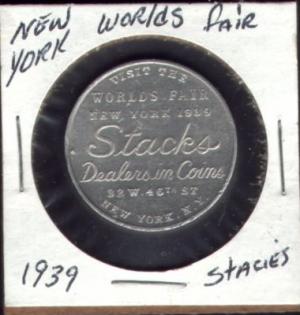 NEW WORLDS FAIR
YORK
VISIT THE
WORLDS FAIR
NEW YORK 1939
Stacks
Dealers in Coins
32 W. 46TH ST
NEW YORK. N.Y.
1939 STACIES